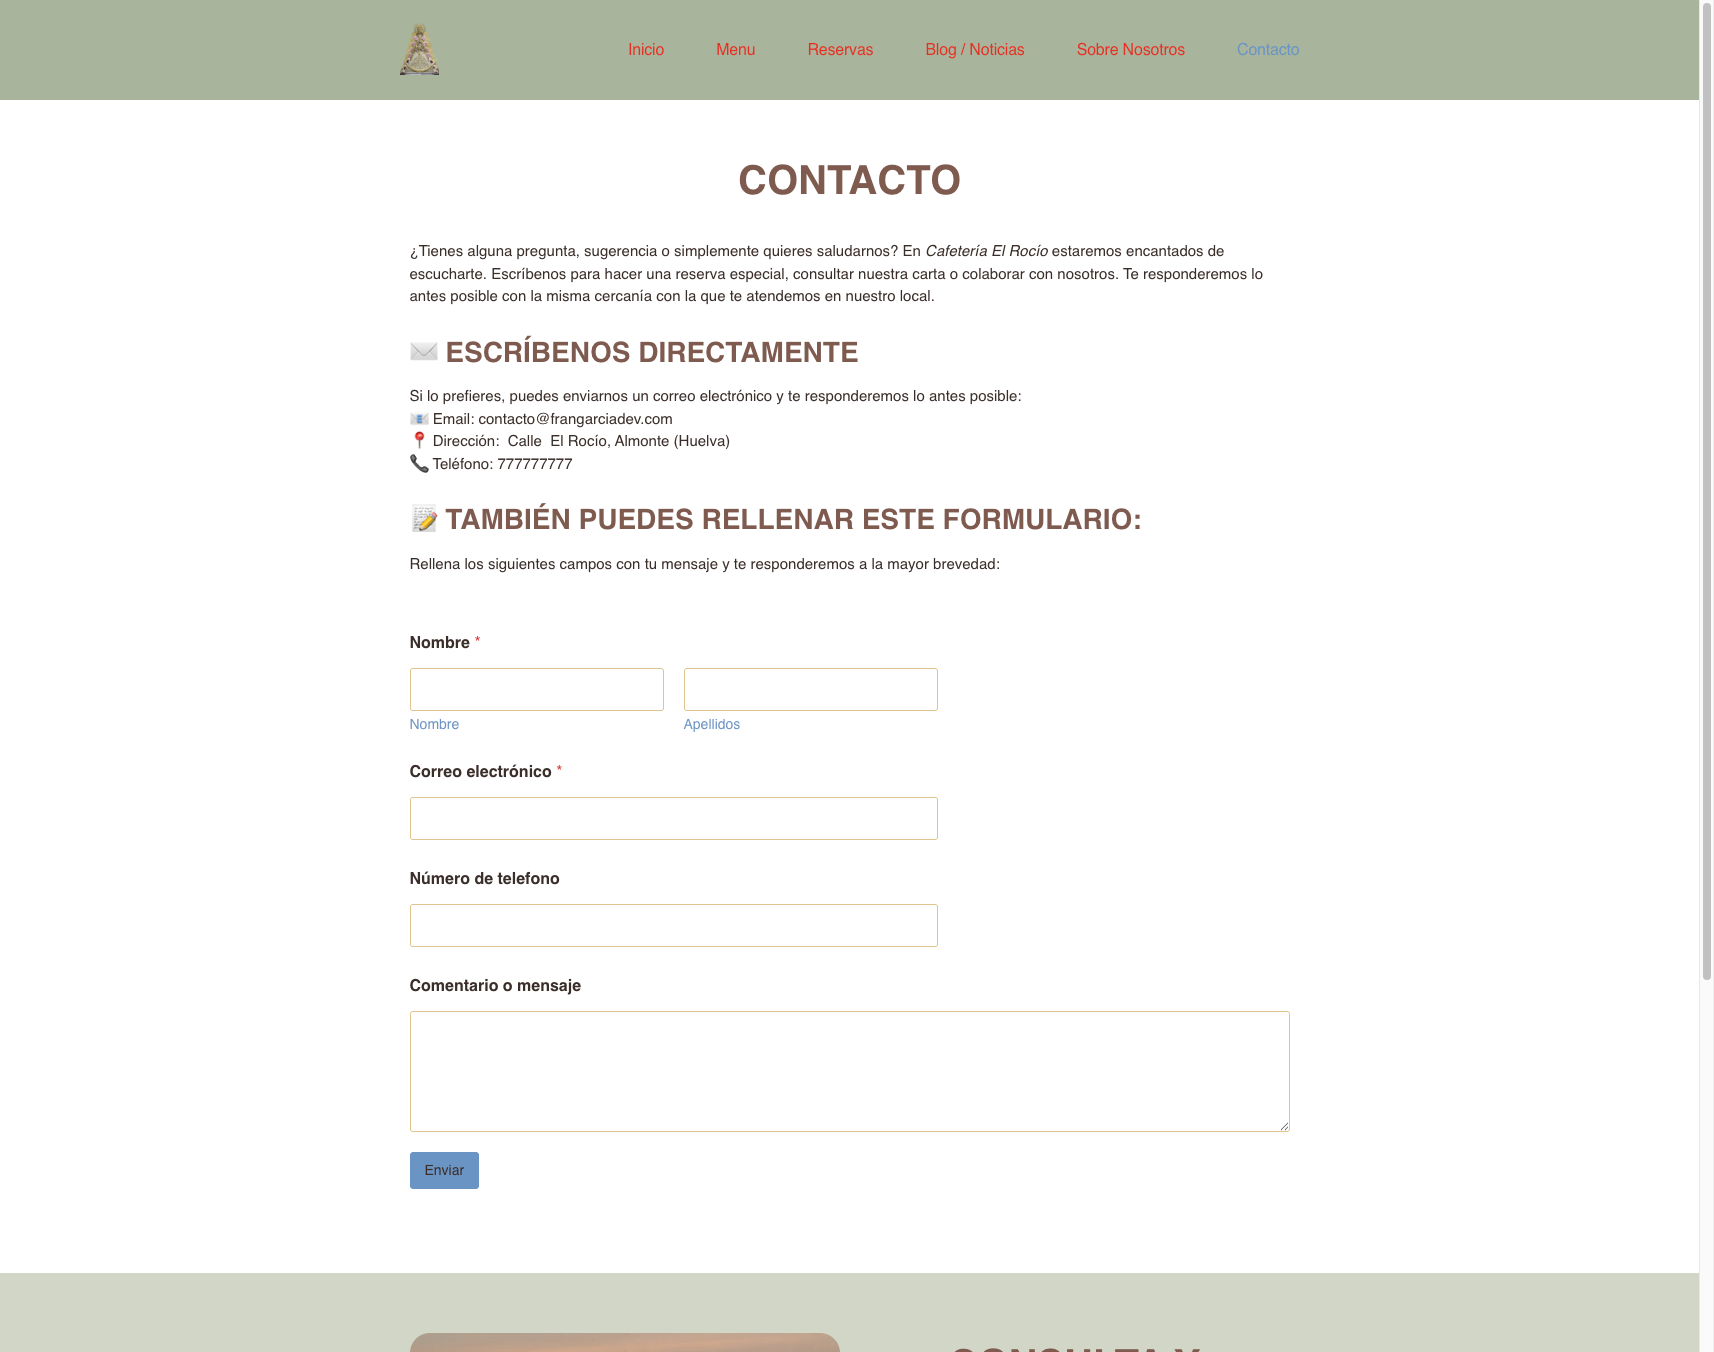 Inicio
Menu
Reservas
Blog / Noticias
Sobre Nosotros
Contacto
CONTACTO
¿Tienes alguna pregunta, sugerencia o simplemente quieres saludarnos? En Cafetería El Rocío estaremos encantados de
escucharte. Escríbenos para hacer una reserva especial, consultar nuestra carta o colaborar con nosotros. Te responderemos lo
antes posible con la misma cercanía con la que te atendemos en nuestro local.
ESCRÍBENOS DIRECTAMENTE
Si lo prefieres, puedes enviarnos un correo electrónico y te responderemos lo antes posible:
Email: contacto@frangarciadev.com
Dirección: Calle El Rocío, Almonte (Huelva)
Teléfono: 777777777
TAMBIÉN PUEDES RELLENAR ESTE FORMULARIO:
Rellena los siguientes campos con tu mensaje y te responderemos a la mayor brevedad:
Nombre *
Nombre
Apellidos
Correo electrónico *
Número de telefono
Comentario o mensaje
Enviar
CONSULTA Y